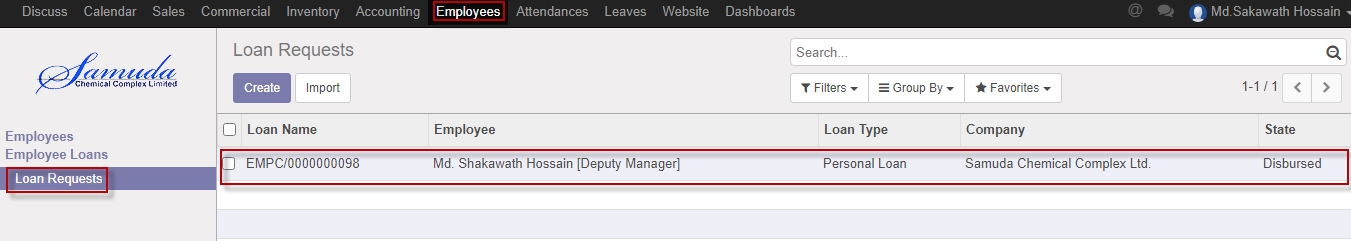 Discuss Calendar Sales Commercial Inventory Accounting Employees Attendances Leaves Website Dashboards @ Md.Sakawath Hossain
Samuda
Chemical Complex Limited
Loan Requests
Search...
Create Import
Filters Group By Favorites 1-1 / 1
Employees
Employee Loans
Loan Requests
Loan Name Employee Loan Type Company State
EMPC/0000000098 Md. Shakawath Hossain [Deputy Manager] Personal Loan Samuda Chemical Complex Ltd. Disbursed